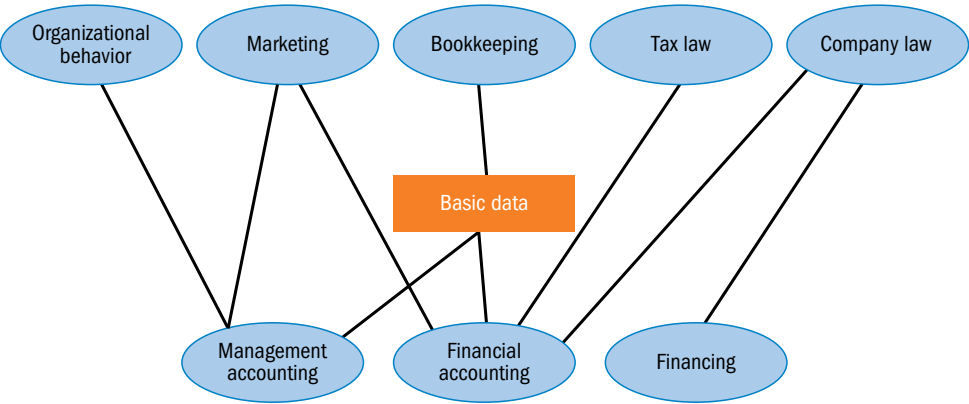 Organizational
behavior
Marketing
Bookkeeping
Tax law
Company law
Basic data
Management
accounting
Financial
accounting
Financing